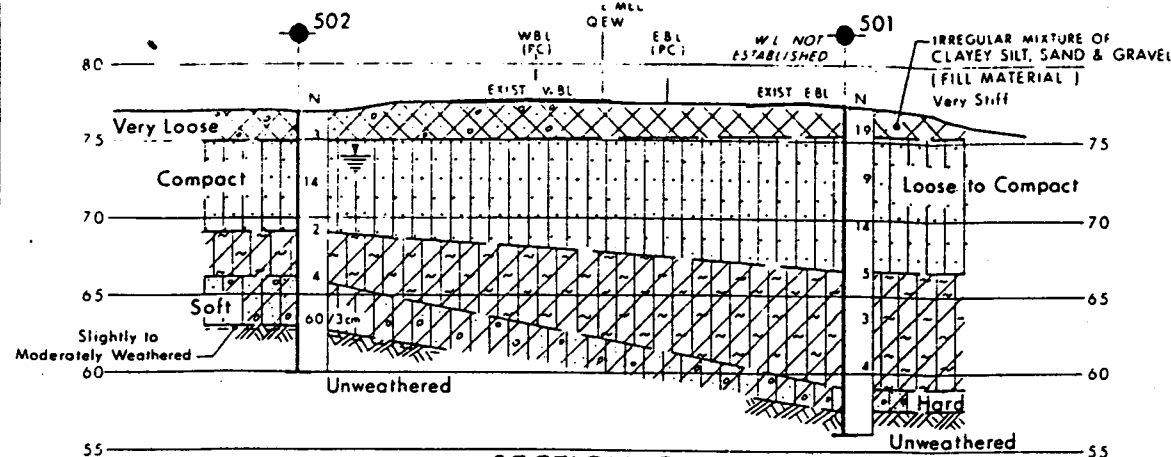 502
QEW
WBL
(FC)
EBL
(PC)
W L NOT
ESTABLISHED
501
IRREGULAR MIXTURE OF
CLAYEY SILT, SAND & GRAVEL
(FILL MATERIAL )
Very Stiff
80
N
EXIST WBL
EXIST EBL
N
Very Loose
3
19
75
75
Compact
14
9
Loose to Compact
70
2
14
70
4
5
65
65
Soft
60/3cm
3
Slightly to
Moderately Weathered
60
4
60
Unweathered
Hard
Unweathered
55
55